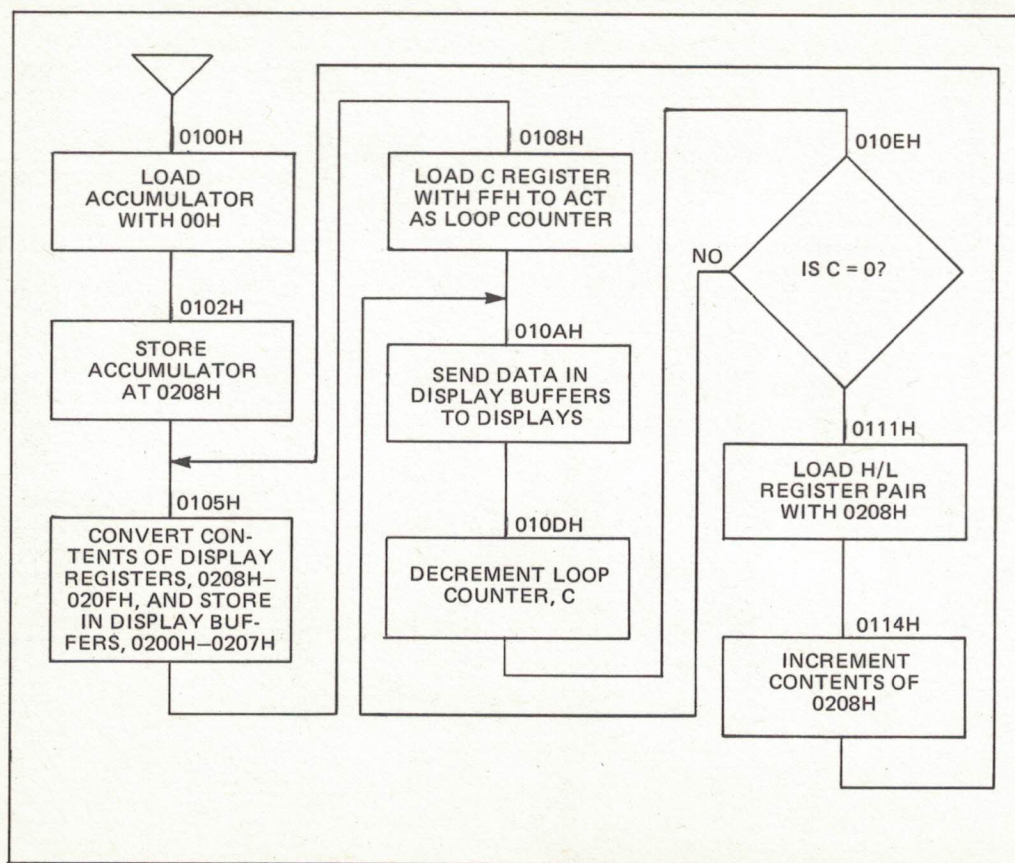 0100H
LOAD
ACCUMULATOR
WITH 00H
0102H
STORE
ACCUMULATOR
AT 0208H
0105H
CONVERT CON-
TENTS OF DISPLAY
REGISTERS, 0208H–
020FH, AND STORE
IN DISPLAY BUF-
FERS, 0200H–0207H
0108H
LOAD C REGISTER
WITH FFH TO ACT
AS LOOP COUNTER
010AH
SEND DATA IN
DISPLAY BUFFERS
TO DISPLAYS
010DH
DECREMENT LOOP
COUNTER, C
010EH
NO
IS C = 0?
0111H
LOAD H/L
REGISTER PAIR
WITH 0208H
0114H
INCREMENT
CONTENTS OF
0208H